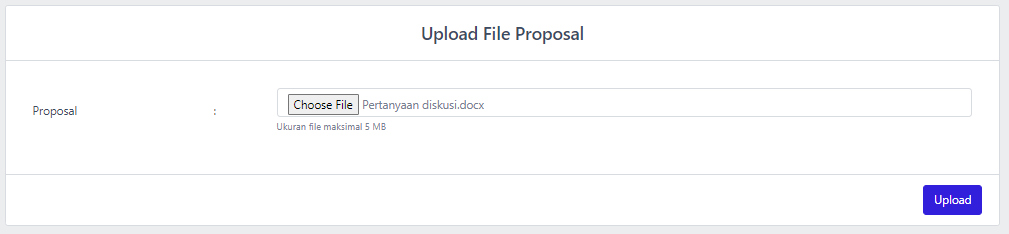 Upload File Proposal
Proposal : Choose File Pertanyaan diskusi.docx
Ukuran file maksimal 5 MB
Upload